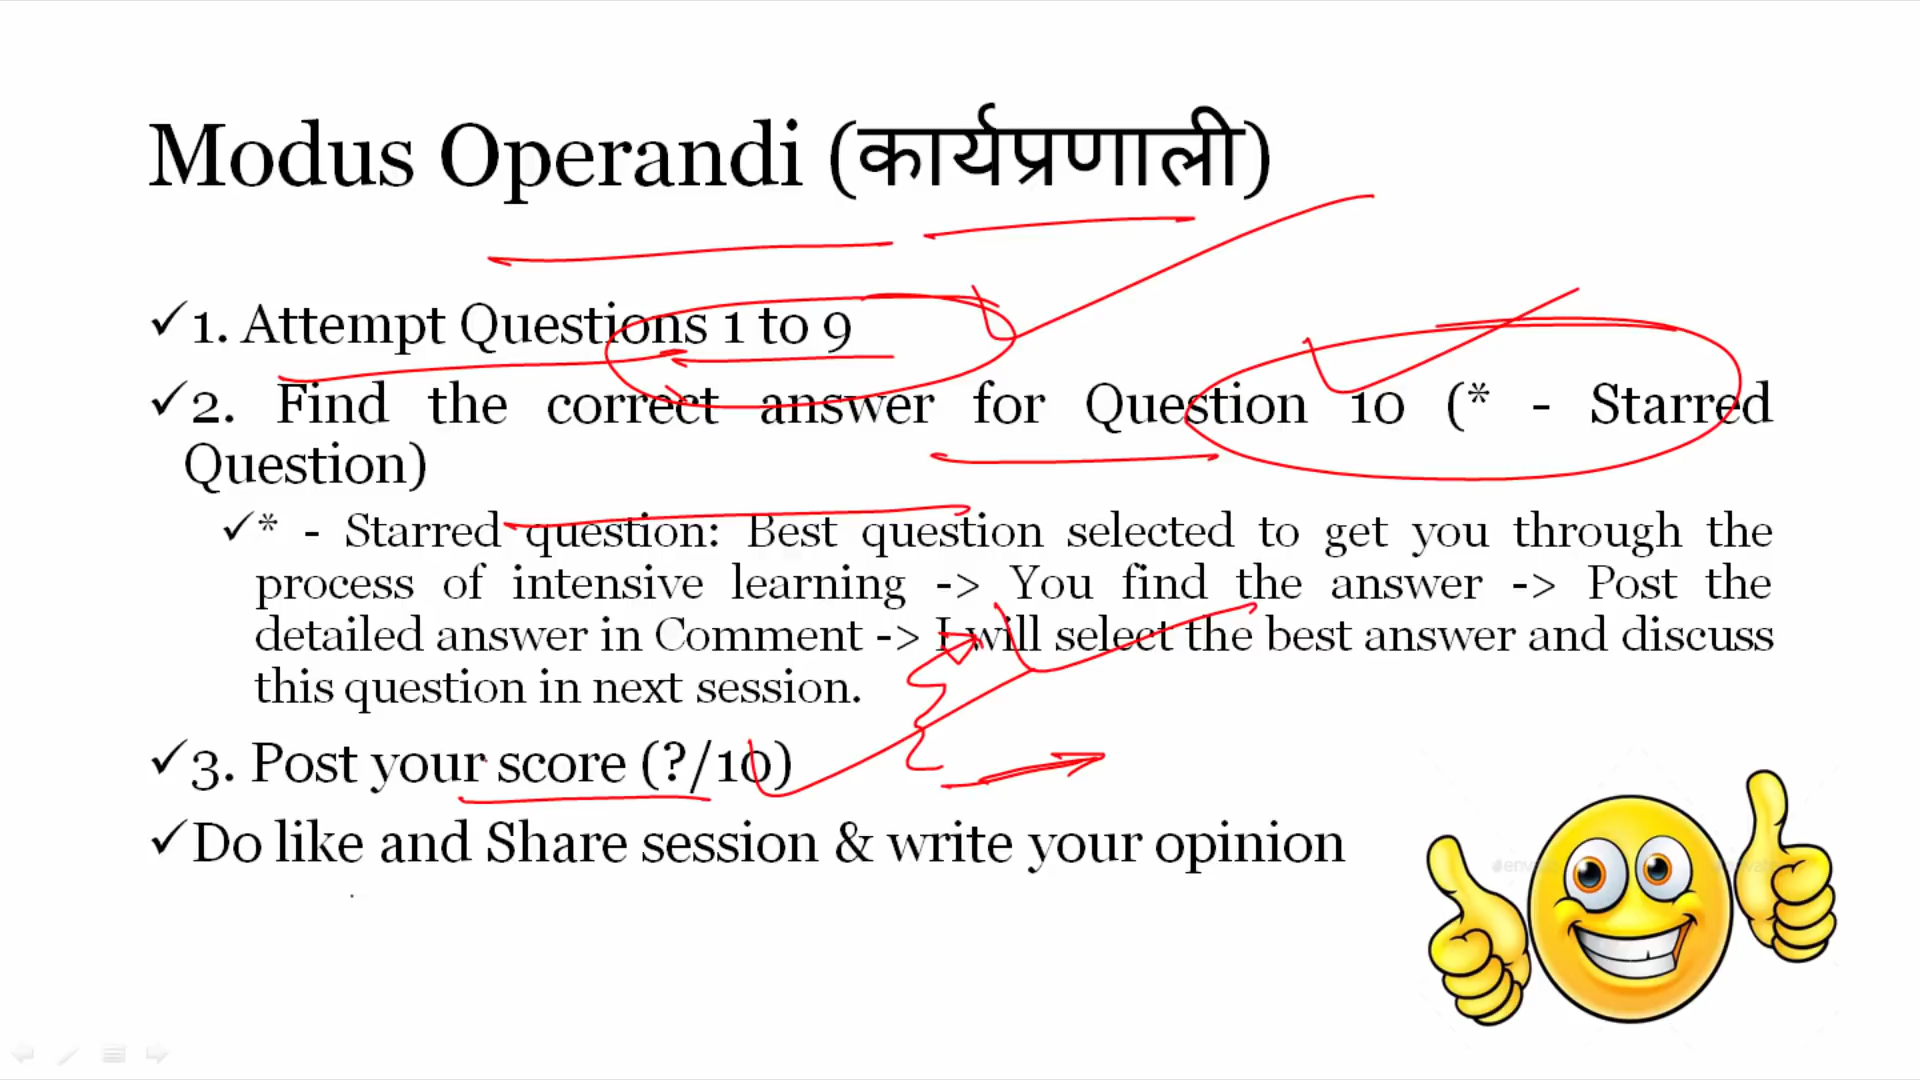 Modus Operandi (कार्यप्रणाली)
✓1. Attempt Questions 1 to 9
✓2. Find the correct answer for Question 10 (* - Starred
Question)
✓* - Starred question: Best question selected to get you through the
process of intensive learning -> You find the answer -> Post the
detailed answer in Comment -> I will select the best answer and discuss
this question in next session.
✓3. Post your score (?/10)
✓Do like and Share session & write your opinion